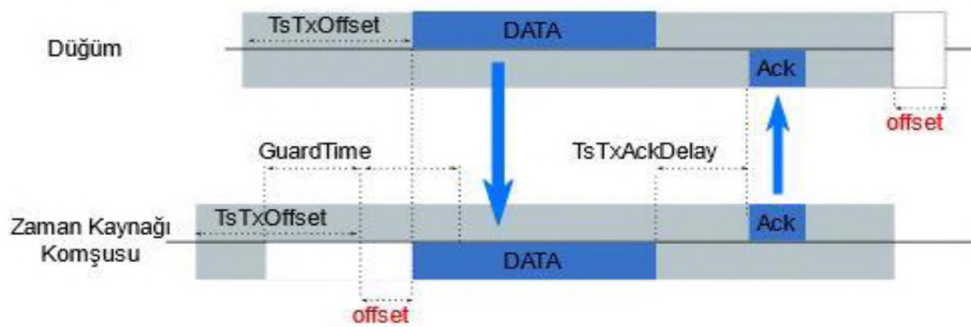 TsTxOffset
DATA
Düğüm
Ack
offset
GuardTime
TsTxAckDelay
TsTxOffset
Ack
Zaman Kaynağı
Komşusu
DATA
offset